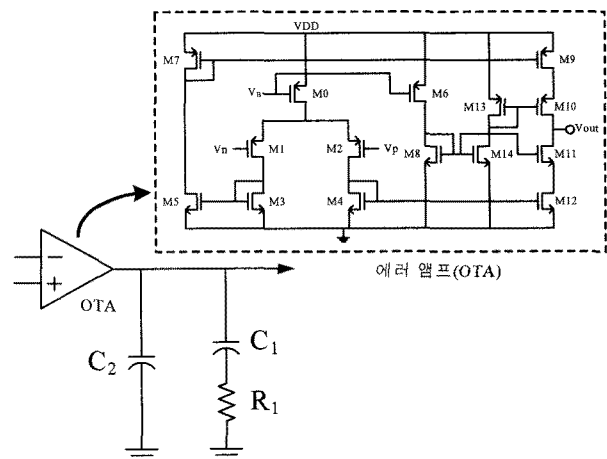 VDD
M7
M9
VB
M0
M6
M13
M10
Vout
Vn
M1
M2
Vp
M8
M14
M11
M5
M3
M4
M12
에러 앰프(OTA)
−
+
OTA
C2
C1
R1